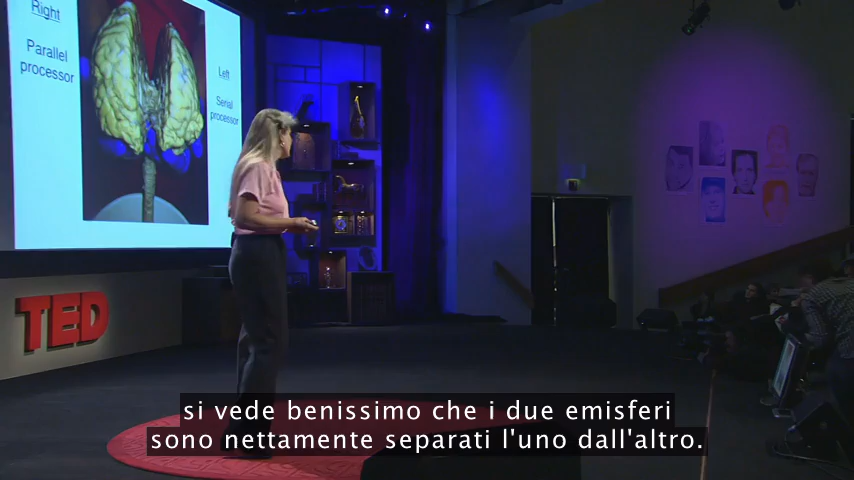 Right
Parallel
processor
Left
Serial
processor
TED
si vede benissimo che i due emisferi
sono nettamente separati l'uno dall'altro.